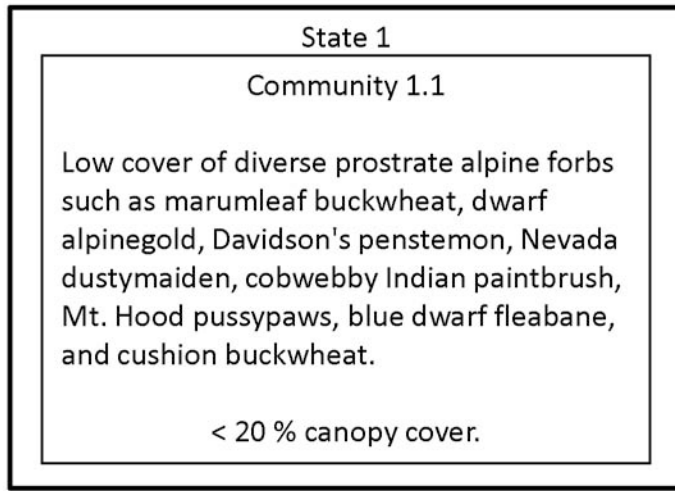 State 1
Community 1.1
Low cover of diverse prostrate alpine forbs
such as marumleaf buckwheat, dwarf
alpinegold, Davidson's penstemon, Nevada
dustymaiden, cobwebby Indian paintbrush,
Mt. Hood pussypaws, blue dwarf fleabane,
and cushion buckwheat.
< 20 % canopy cover.